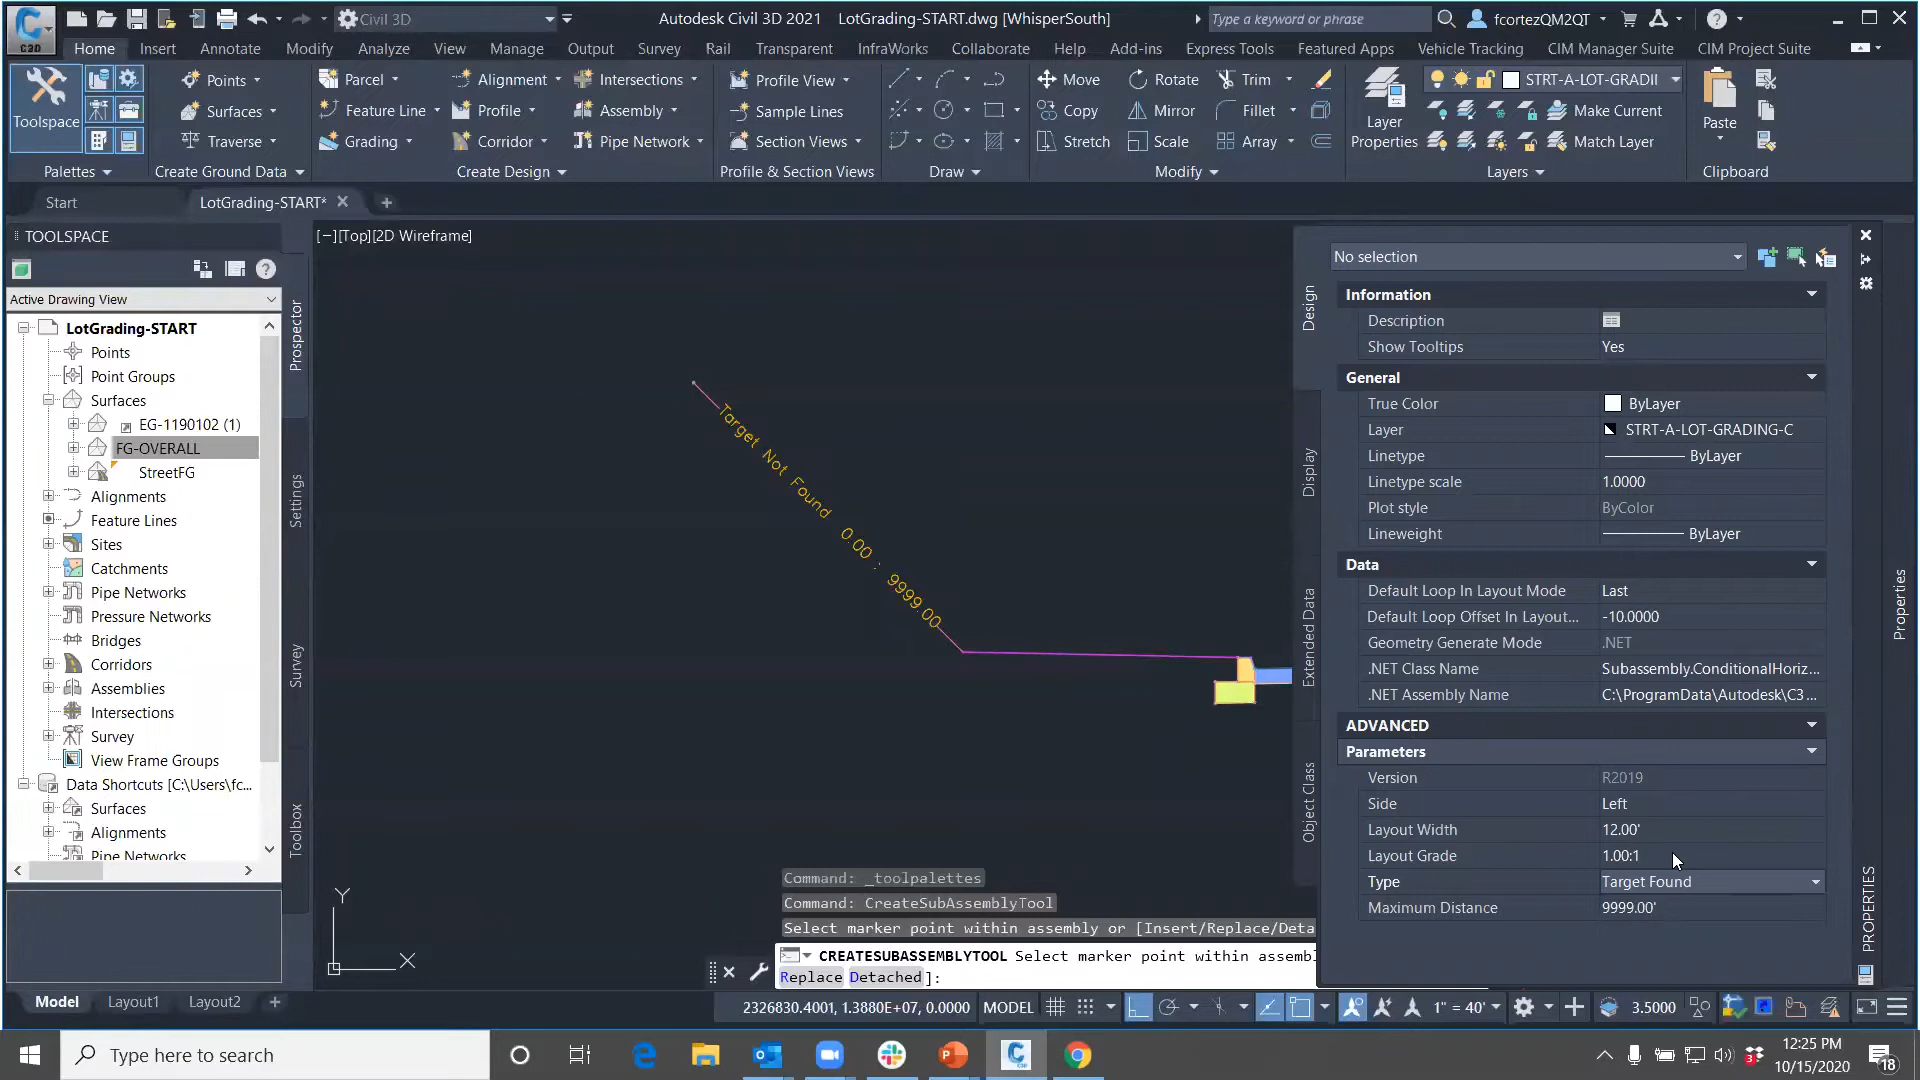 Civil 3D
Autodesk Civil 3D 2021 LotGrading-START.dwg [WhisperSouth]
Type a keyword or phrase
fcortezQM2QT
Home Insert Annotate Modify Analyze View Manage Output Survey Rail Transparent InfraWorks Collaborate Help Add-ins Express Tools Featured Apps Vehicle Tracking CIM Manager Suite CIM Project Suite
Toolspace
Points
Surfaces
Traverse
Parcel
Feature Line
Grading
Alignment
Profile
Corridor
Intersections
Assembly
Pipe Network
Profile View
Sample Lines
Section Views
Move
Copy
Stretch
Rotate
Mirror
Scale
Trim
Fillet
Array
Layer
Properties
STRT-A-LOT-GRADII
Make Current
Match Layer
Paste
Palettes Create Ground Data Create Design Profile & Section Views Draw Modify Layers Clipboard
Start LotGrading-START*
TOOLSPACE
Active Drawing View
LotGrading-START
Points
Point Groups
Surfaces
EG-1190102 (1)
FG-OVERALL
StreetFG
Alignments
Feature Lines
Sites
Catchments
Pipe Networks
Pressure Networks
Bridges
Corridors
Assemblies
Intersections
Survey
View Frame Groups
Data Shortcuts [C:\Users\fc...
Surfaces
Alignments
Pipe Networks
Prospector
Settings
Survey
Toolbox
[−][Top][2D Wireframe]
Target Not Found 0.00 : 9999.00
Y
X
Command: _toolpalettes
Command: CreateSubAssemblyTool
Select marker point within assembly or [Insert/Replace/Deta
CREATESUBASSEMBLYTOOL Select marker point within assembl
Replace Detached]:
Design
Display
Extended Data
Object Class
No selection
Information
Description
Show Tooltips Yes
General
True Color ByLayer
Layer STRT-A-LOT-GRADING-C
Linetype ByLayer
Linetype scale 1.0000
Plot style ByColor
Lineweight ByLayer
Data
Default Loop In Layout Mode Last
Default Loop Offset In Layout... -10.0000
Geometry Generate Mode .NET
.NET Class Name Subassembly.ConditionalHoriz...
.NET Assembly Name C:\ProgramData\Autodesk\C3 ...
ADVANCED
Parameters
Version R2019
Side Left
Layout Width 12.00'
Layout Grade 1.00:1
Type Target Found
Maximum Distance 9999.00'
Properties
PROPERTIES
Model Layout1 Layout2
2326830.4001, 1.3880E+07, 0.0000 MODEL
1" = 40'
3.5000
Type here to search
12:25 PM
10/15/2020
18